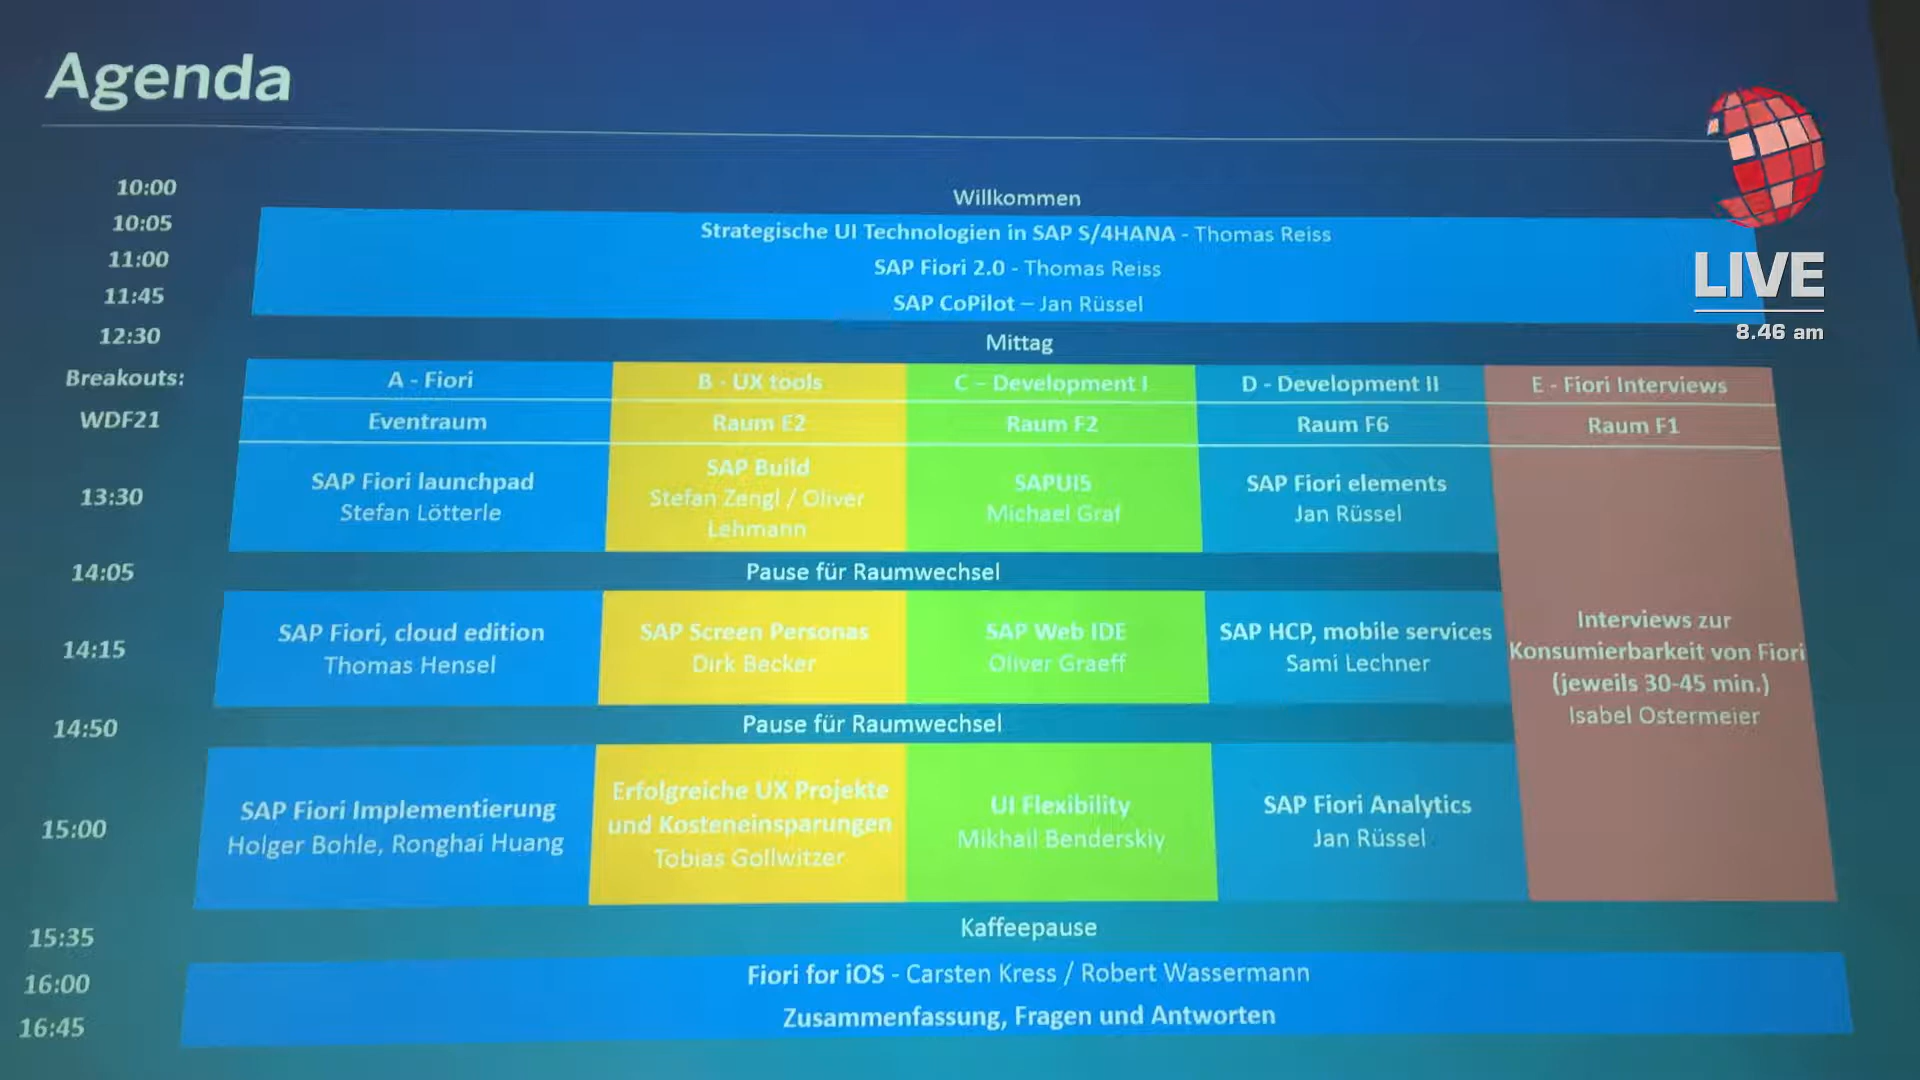 Agenda
LIVE
8.46 am
10:00 Willkommen
10:05 Strategische UI Technologien in SAP S/4HANA - Thomas Reiss
11:00 SAP Fiori 2.0 - Thomas Reiss
11:45 SAP CoPilot – Jan Rüssel
12:30 Mittag
Breakouts: A - Fiori B - UX tools C – Development I D - Development II E - Fiori Interviews
WDF21 Eventraum Raum E2 Raum F2 Raum F6 Raum F1
13:30
SAP Fiori launchpad
Stefan Lötterle
SAP Build
Stefan Zengl / Oliver
Lehmann
SAPUI5
Michael Graf
SAP Fiori elements
Jan Rüssel
14:05 Pause für Raumwechsel
14:15
SAP Fiori, cloud edition
Thomas Hensel
SAP Screen Personas
Dirk Becker
SAP Web IDE
Oliver Graeff
SAP HCP, mobile services
Sami Lechner
Interviews zur
Konsumierbarkeit von Fiori
(jeweils 30-45 min.)
Isabel Ostermeier
14:50 Pause für Raumwechsel
15:00
SAP Fiori Implementierung
Holger Bohle, Ronghai Huang
Erfolgreiche UX Projekte
und Kosteneinsparungen
Tobias Gollwitzer
UI Flexibility
Mikhail Benderskiy
SAP Fiori Analytics
Jan Rüssel
15:35 Kaffeepause
16:00 Fiori for iOS - Carsten Kress / Robert Wassermann
16:45 Zusammenfassung, Fragen und Antworten